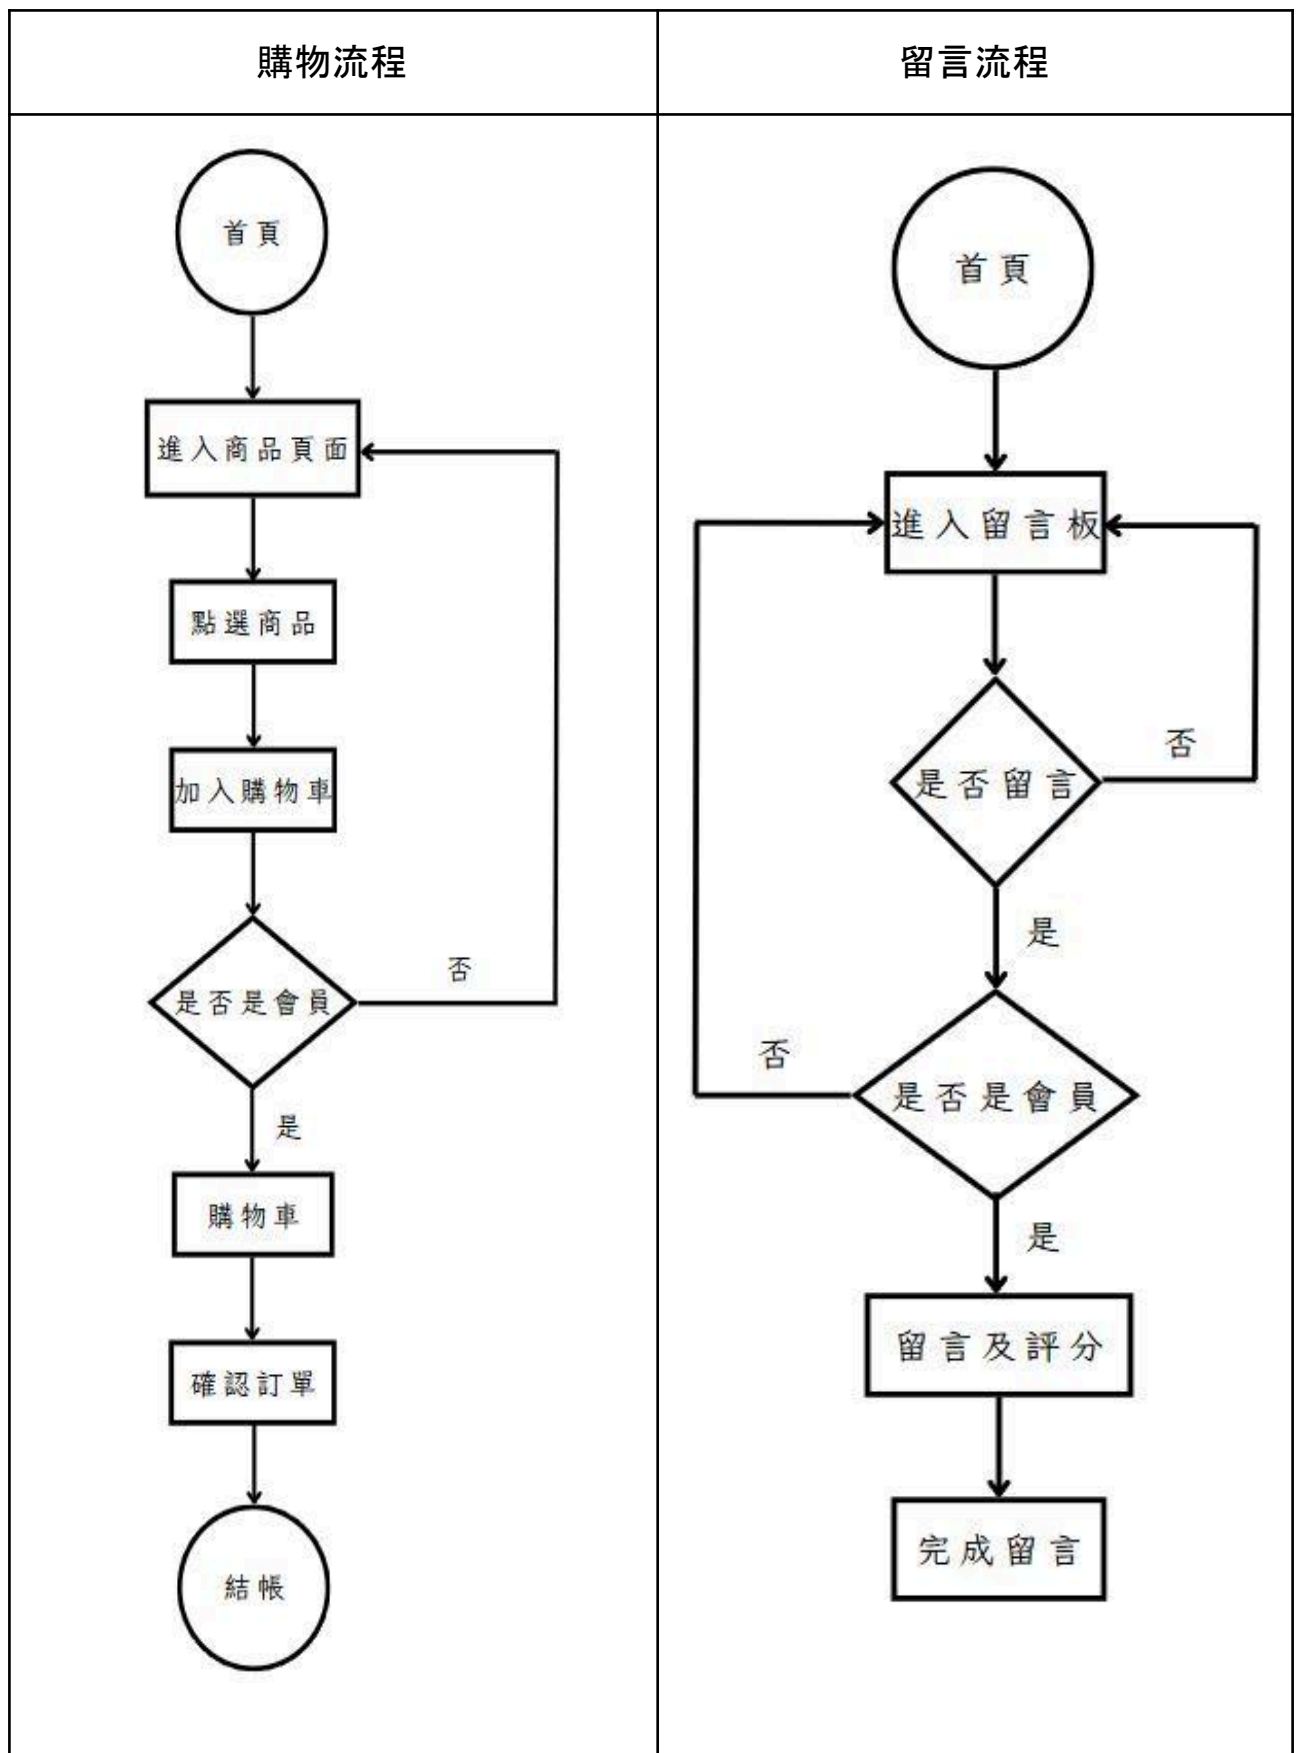 購物流程
留言流程
首頁
進入商品頁面
點選商品
加入購物車
是否是會員
否
是
購物車
確認訂單
結帳
首頁
進入留言板
是否留言
否
是
是否是會員
否
是
留言及評分
完成留言